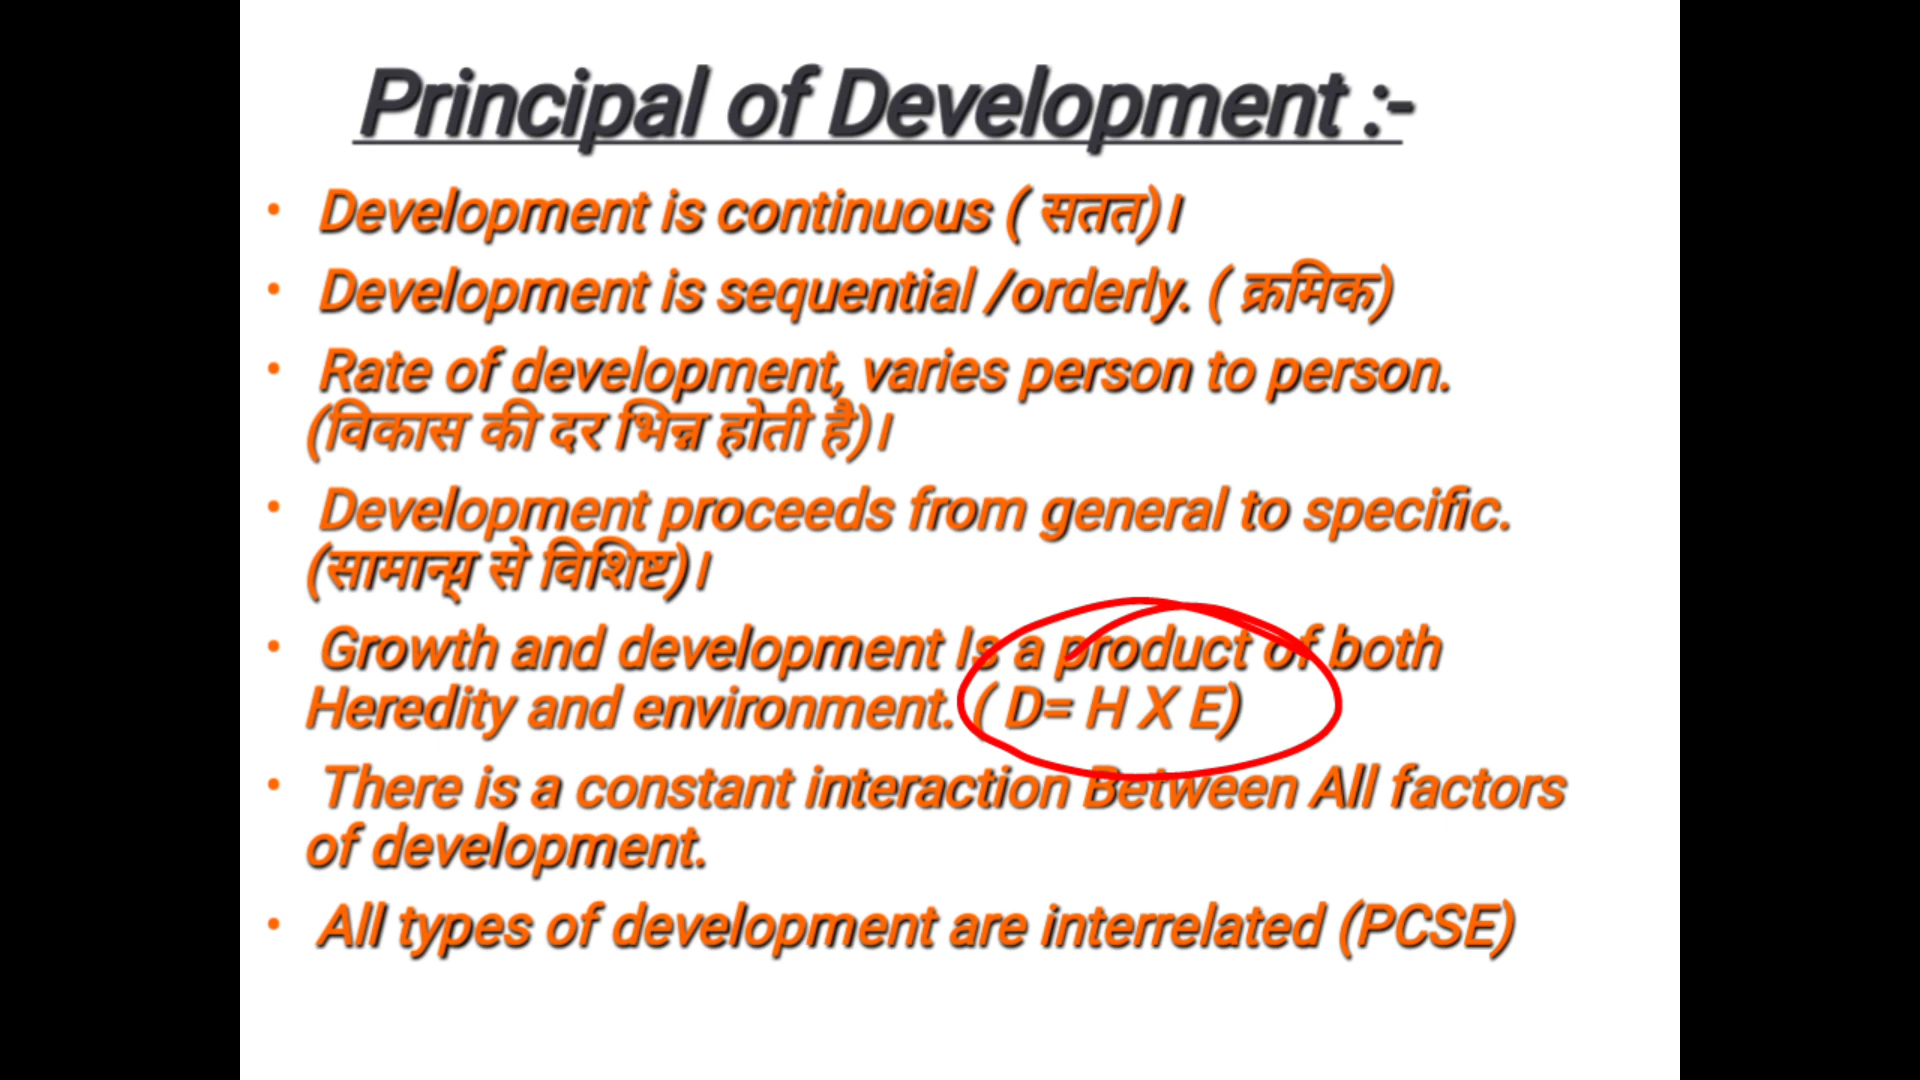 Principal of Development :-
• Development is continuous ( सतत)।
• Development is sequential /orderly. ( क्रमिक)
• Rate of development, varies person to person.
(विकास की दर भिन्न होती है)।
• Development proceeds from general to specific.
(सामान्य् से विशिष्ट)।
• Growth and development Is a product of both
Heredity and environment. ( D= H X E)
• There is a constant interaction Between All factors
of development.
• All types of development are interrelated (PCSE)